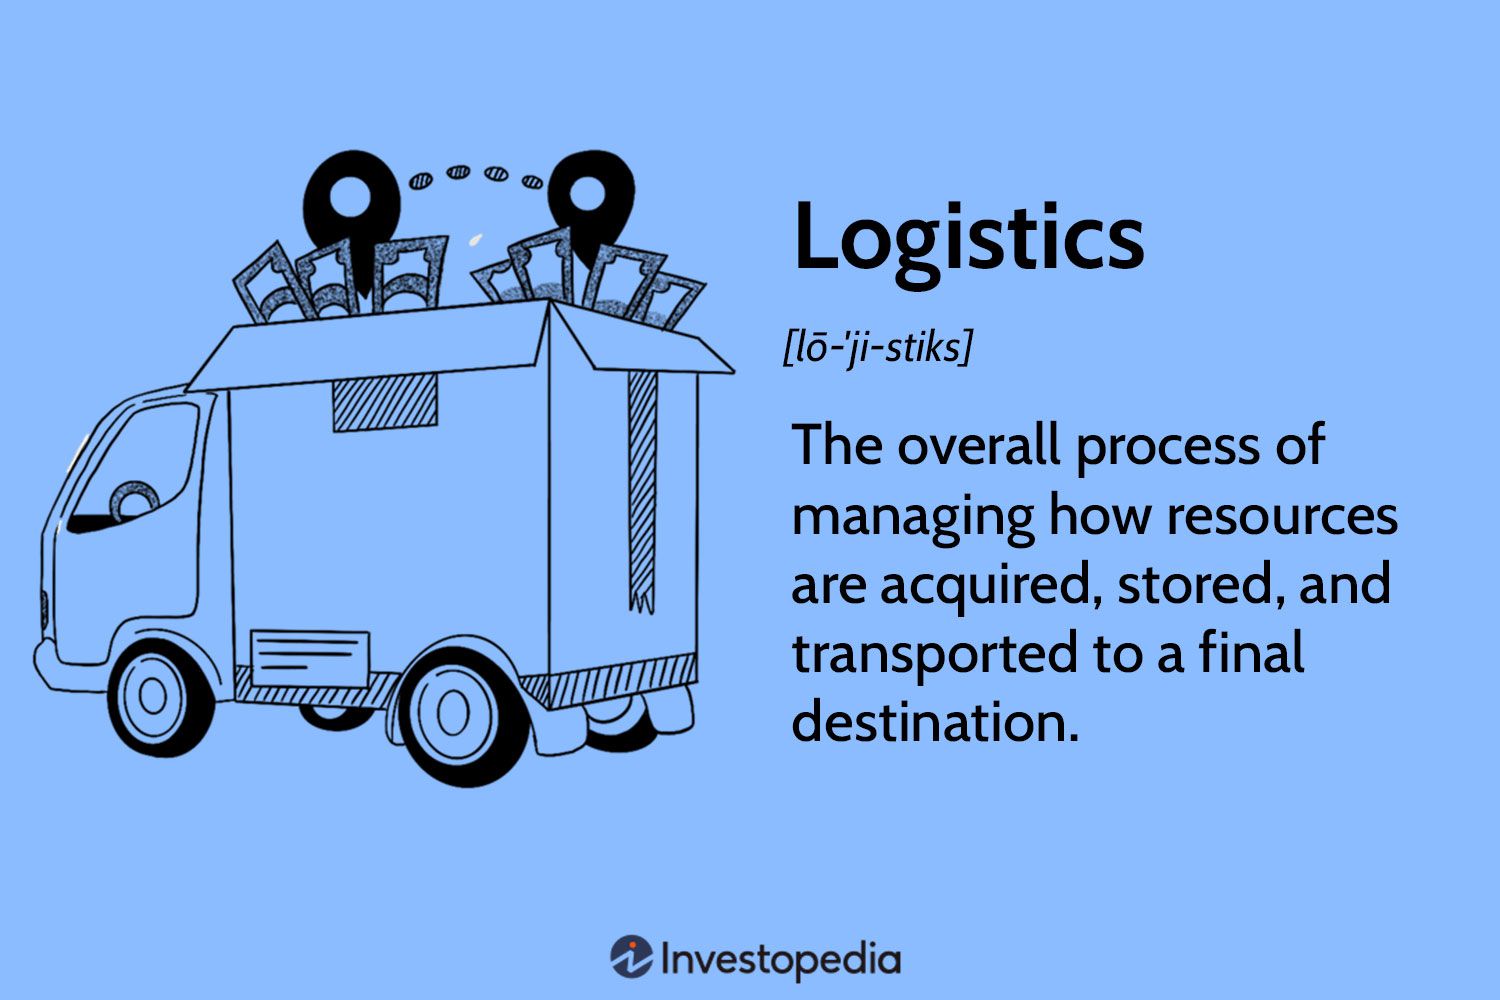 Logistics
[lō-'ji-stiks]
The overall process of
managing how resources
are acquired, stored, and
transported to a final
destination.
Investopedia